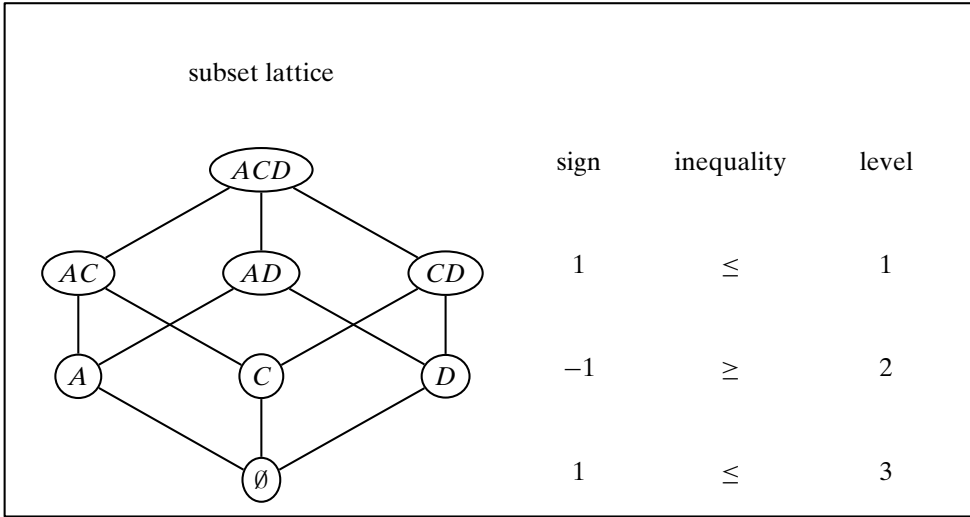 subset lattice
ACD
sign inequality level
AC AD CD 1 ≤ 1
A C D −1 ≥ 2
∅ 1 ≤ 3